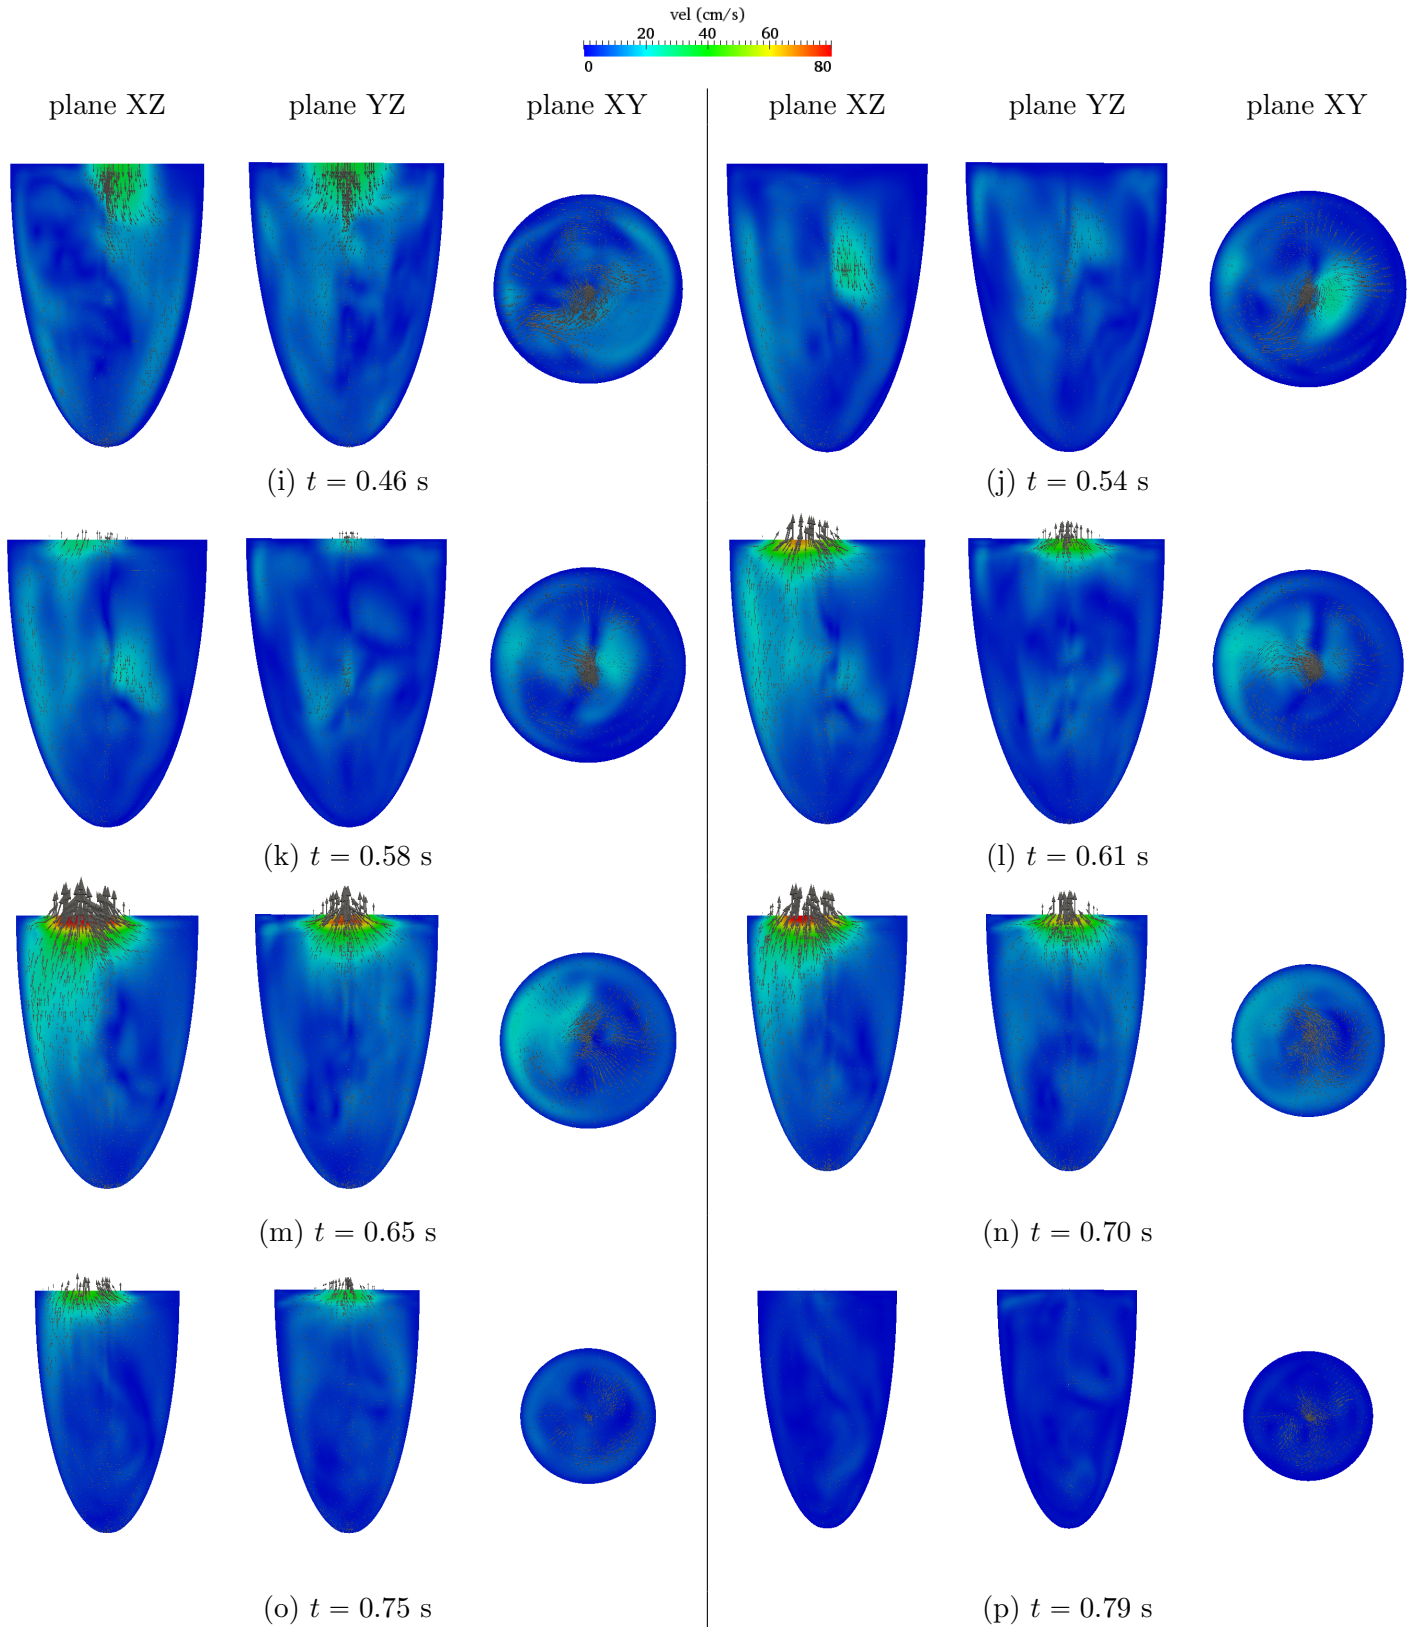 vel (cm/s)
20 40 60
0 80
plane XZ plane YZ plane XY plane XZ plane YZ plane XY
(i) t = 0.46 s (j) t = 0.54 s
(k) t = 0.58 s (l) t = 0.61 s
(m) t = 0.65 s (n) t = 0.70 s
(o) t = 0.75 s (p) t = 0.79 s